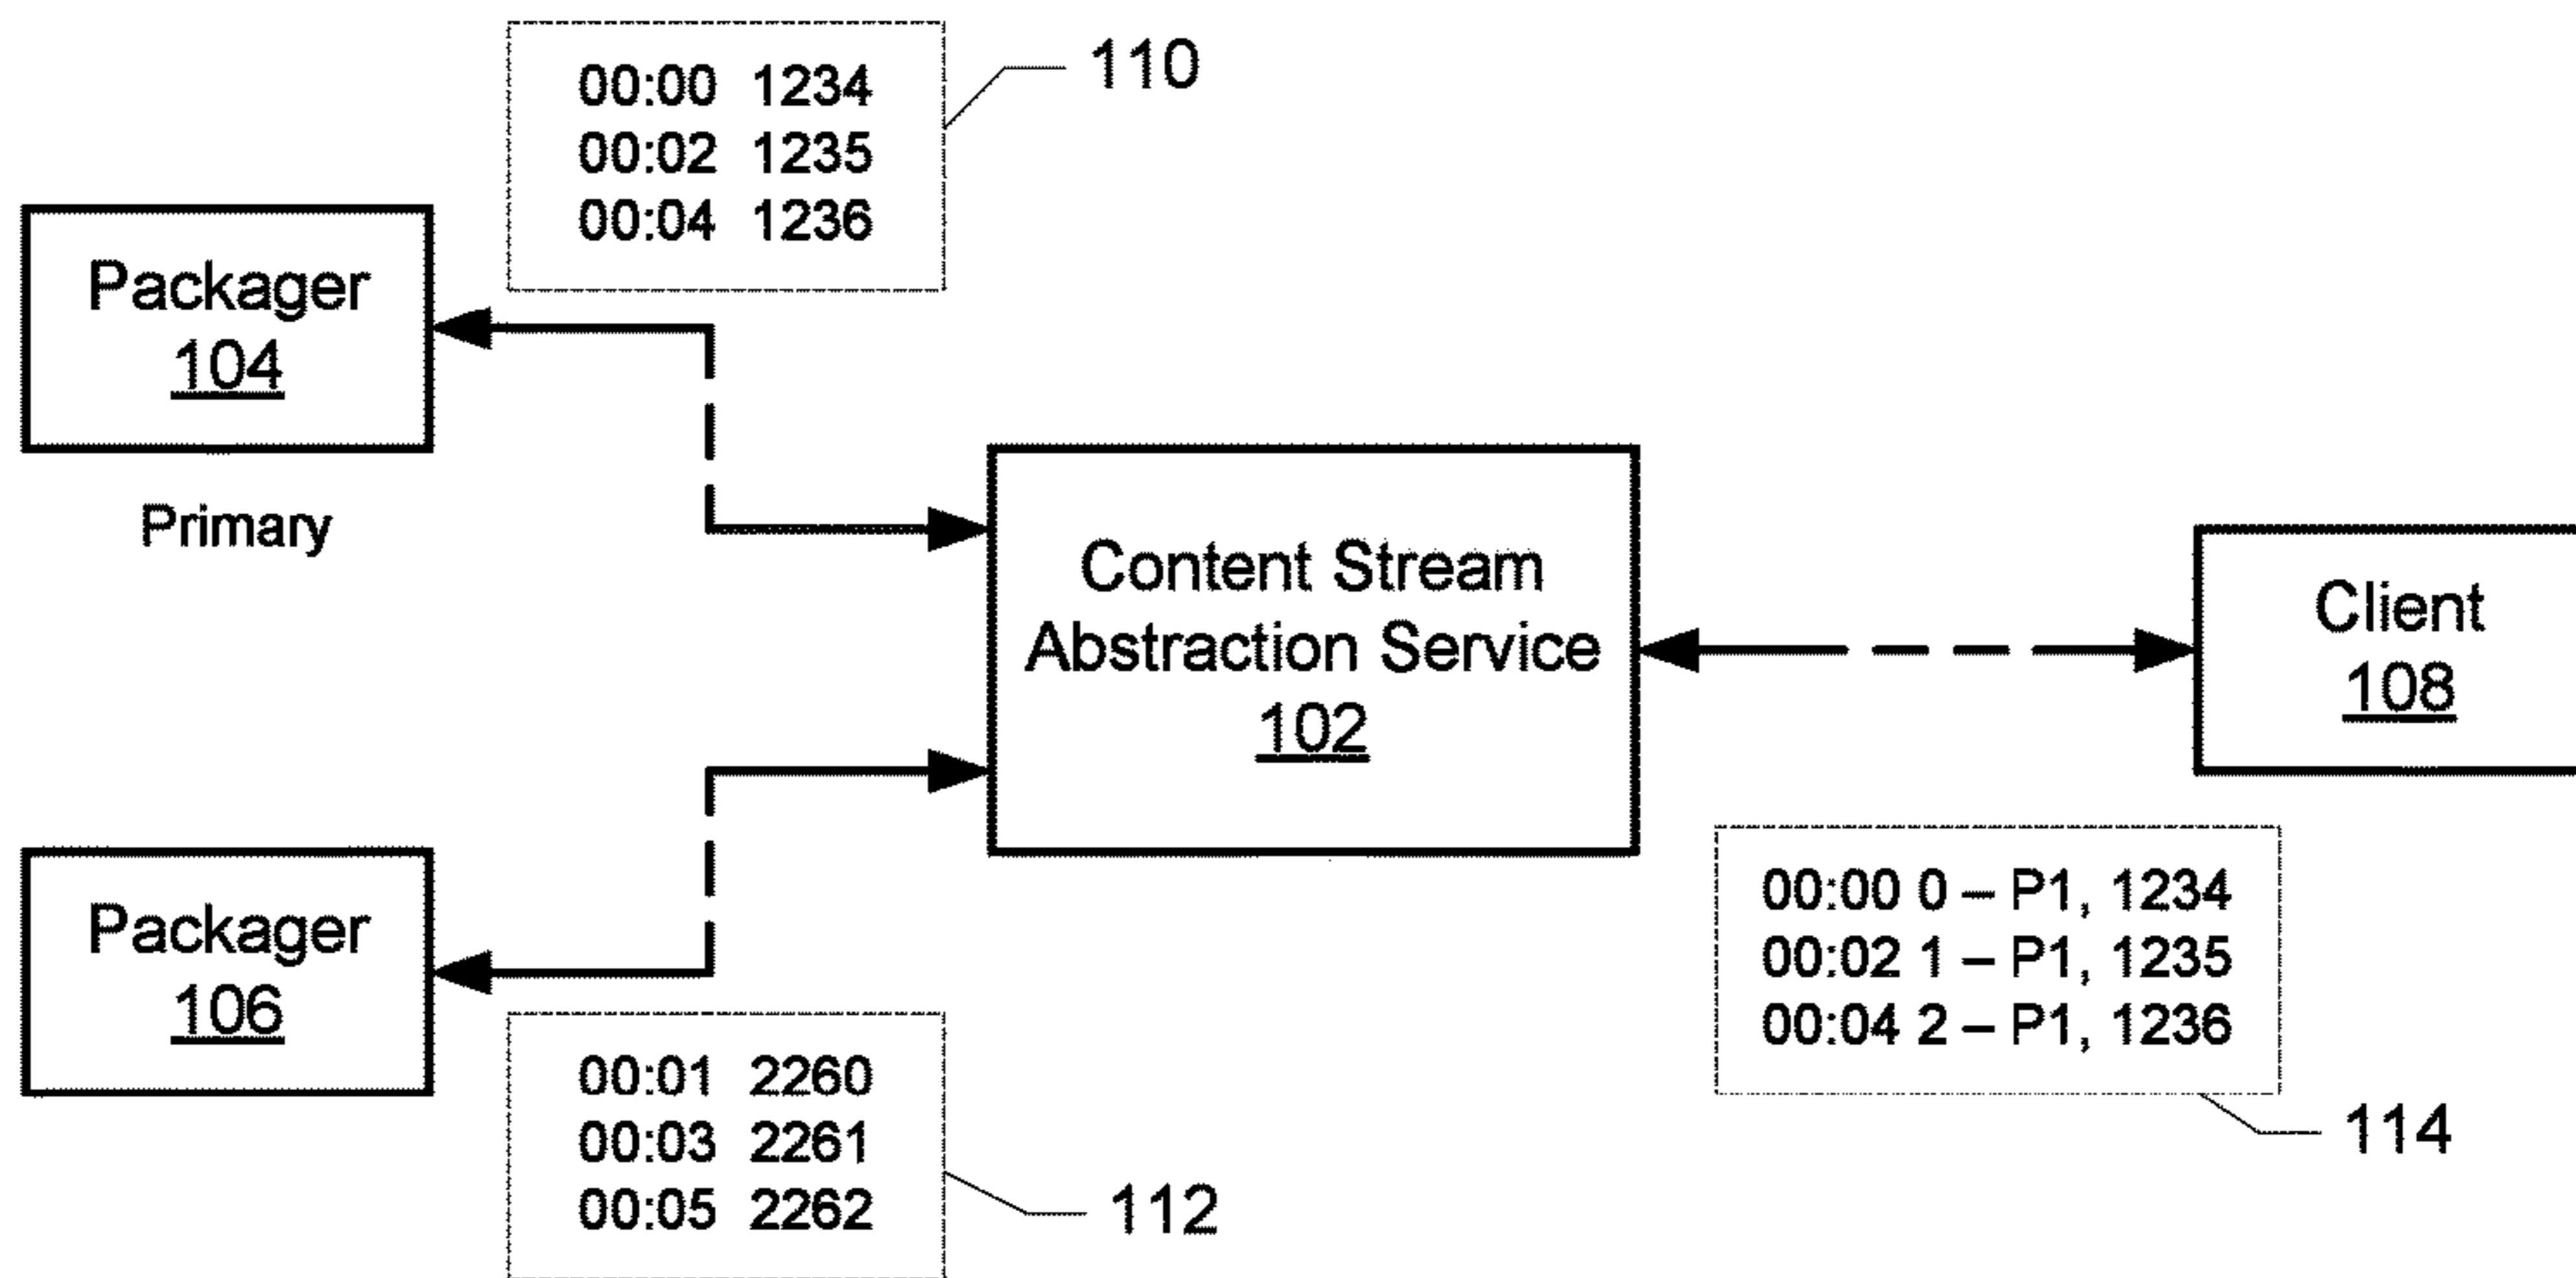 00:00 1234
00:02 1235
00:04 1236
110
Packager
104
Primary
Content Stream
Abstraction Service
102
Client
108
Packager
106
00:01 2260
00:03 2261
00:05 2262
112
00:00 0 – P1, 1234
00:02 1 – P1, 1235
00:04 2 – P1, 1236
114